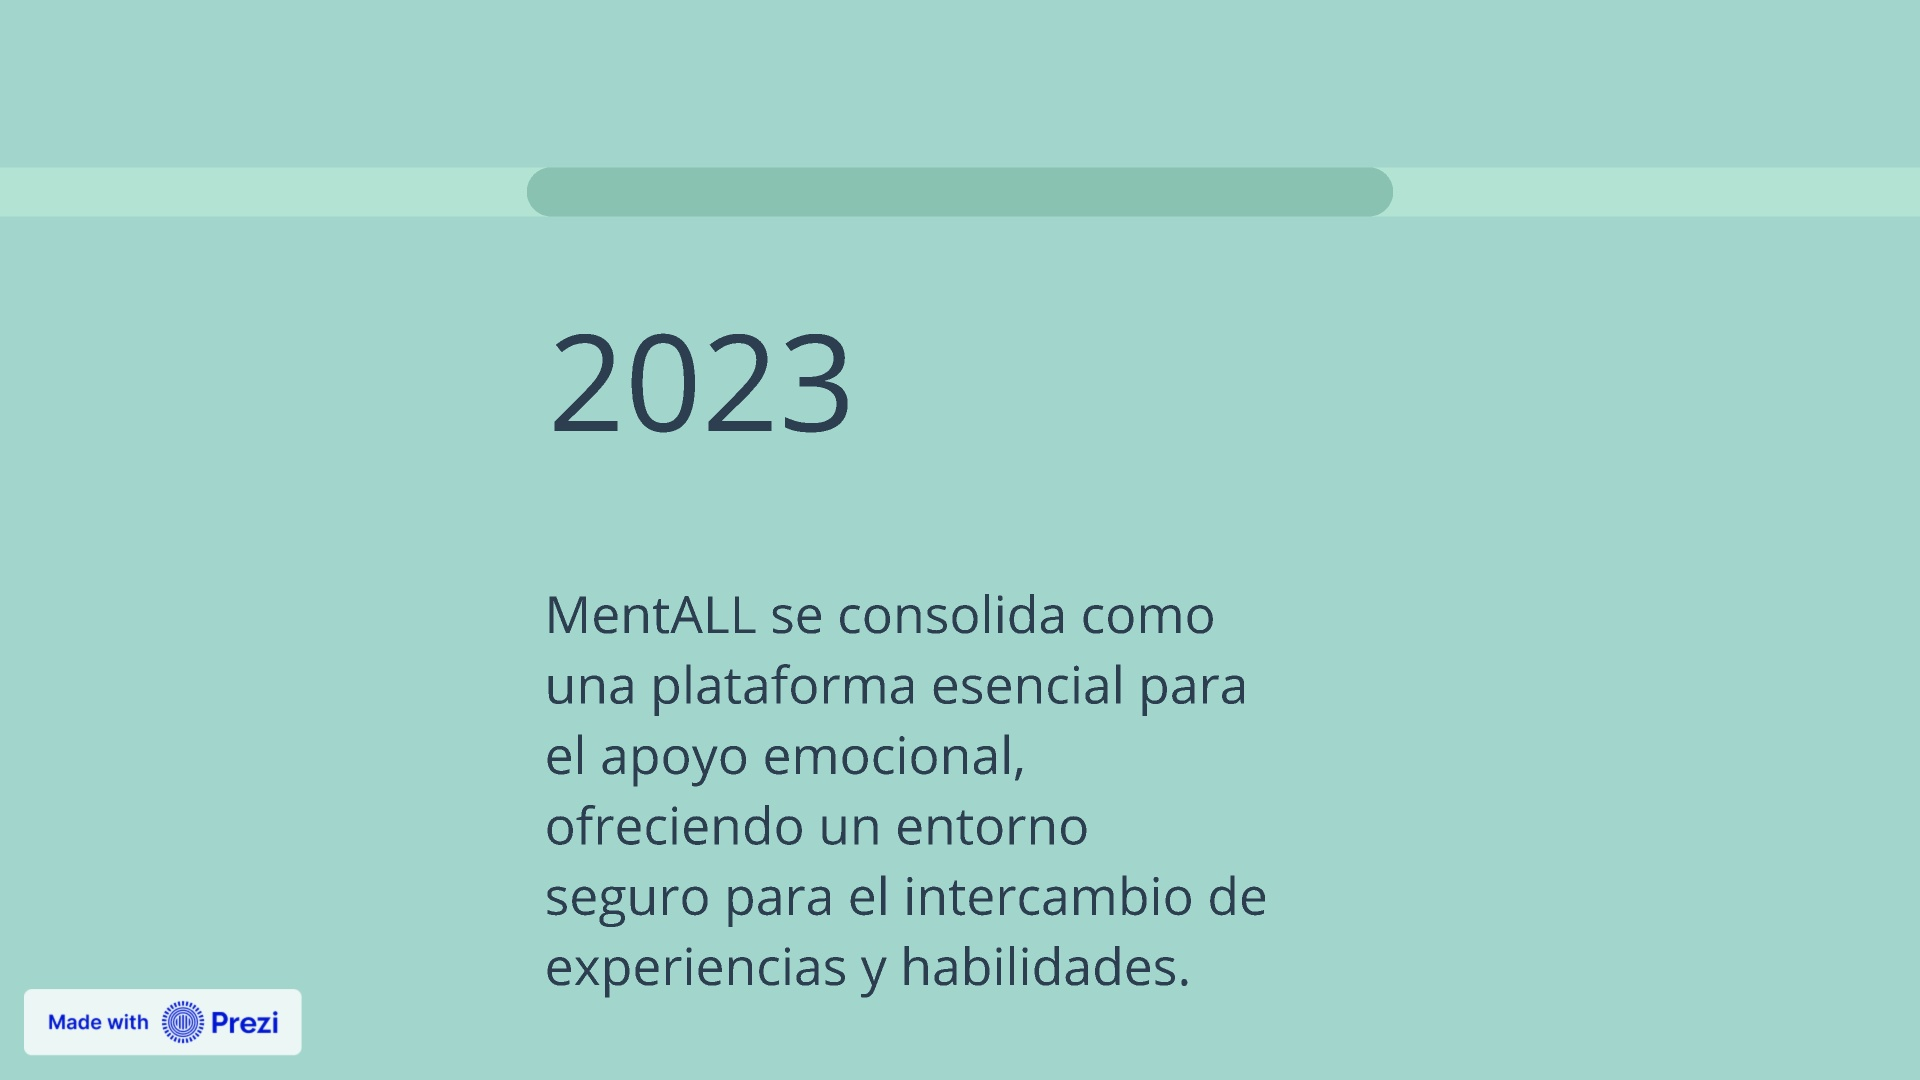 2023
MentALL se consolida como
una plataforma esencial para
el apoyo emocional,
ofreciendo un entorno
seguro para el intercambio de
experiencias y habilidades.
Made with Prezi